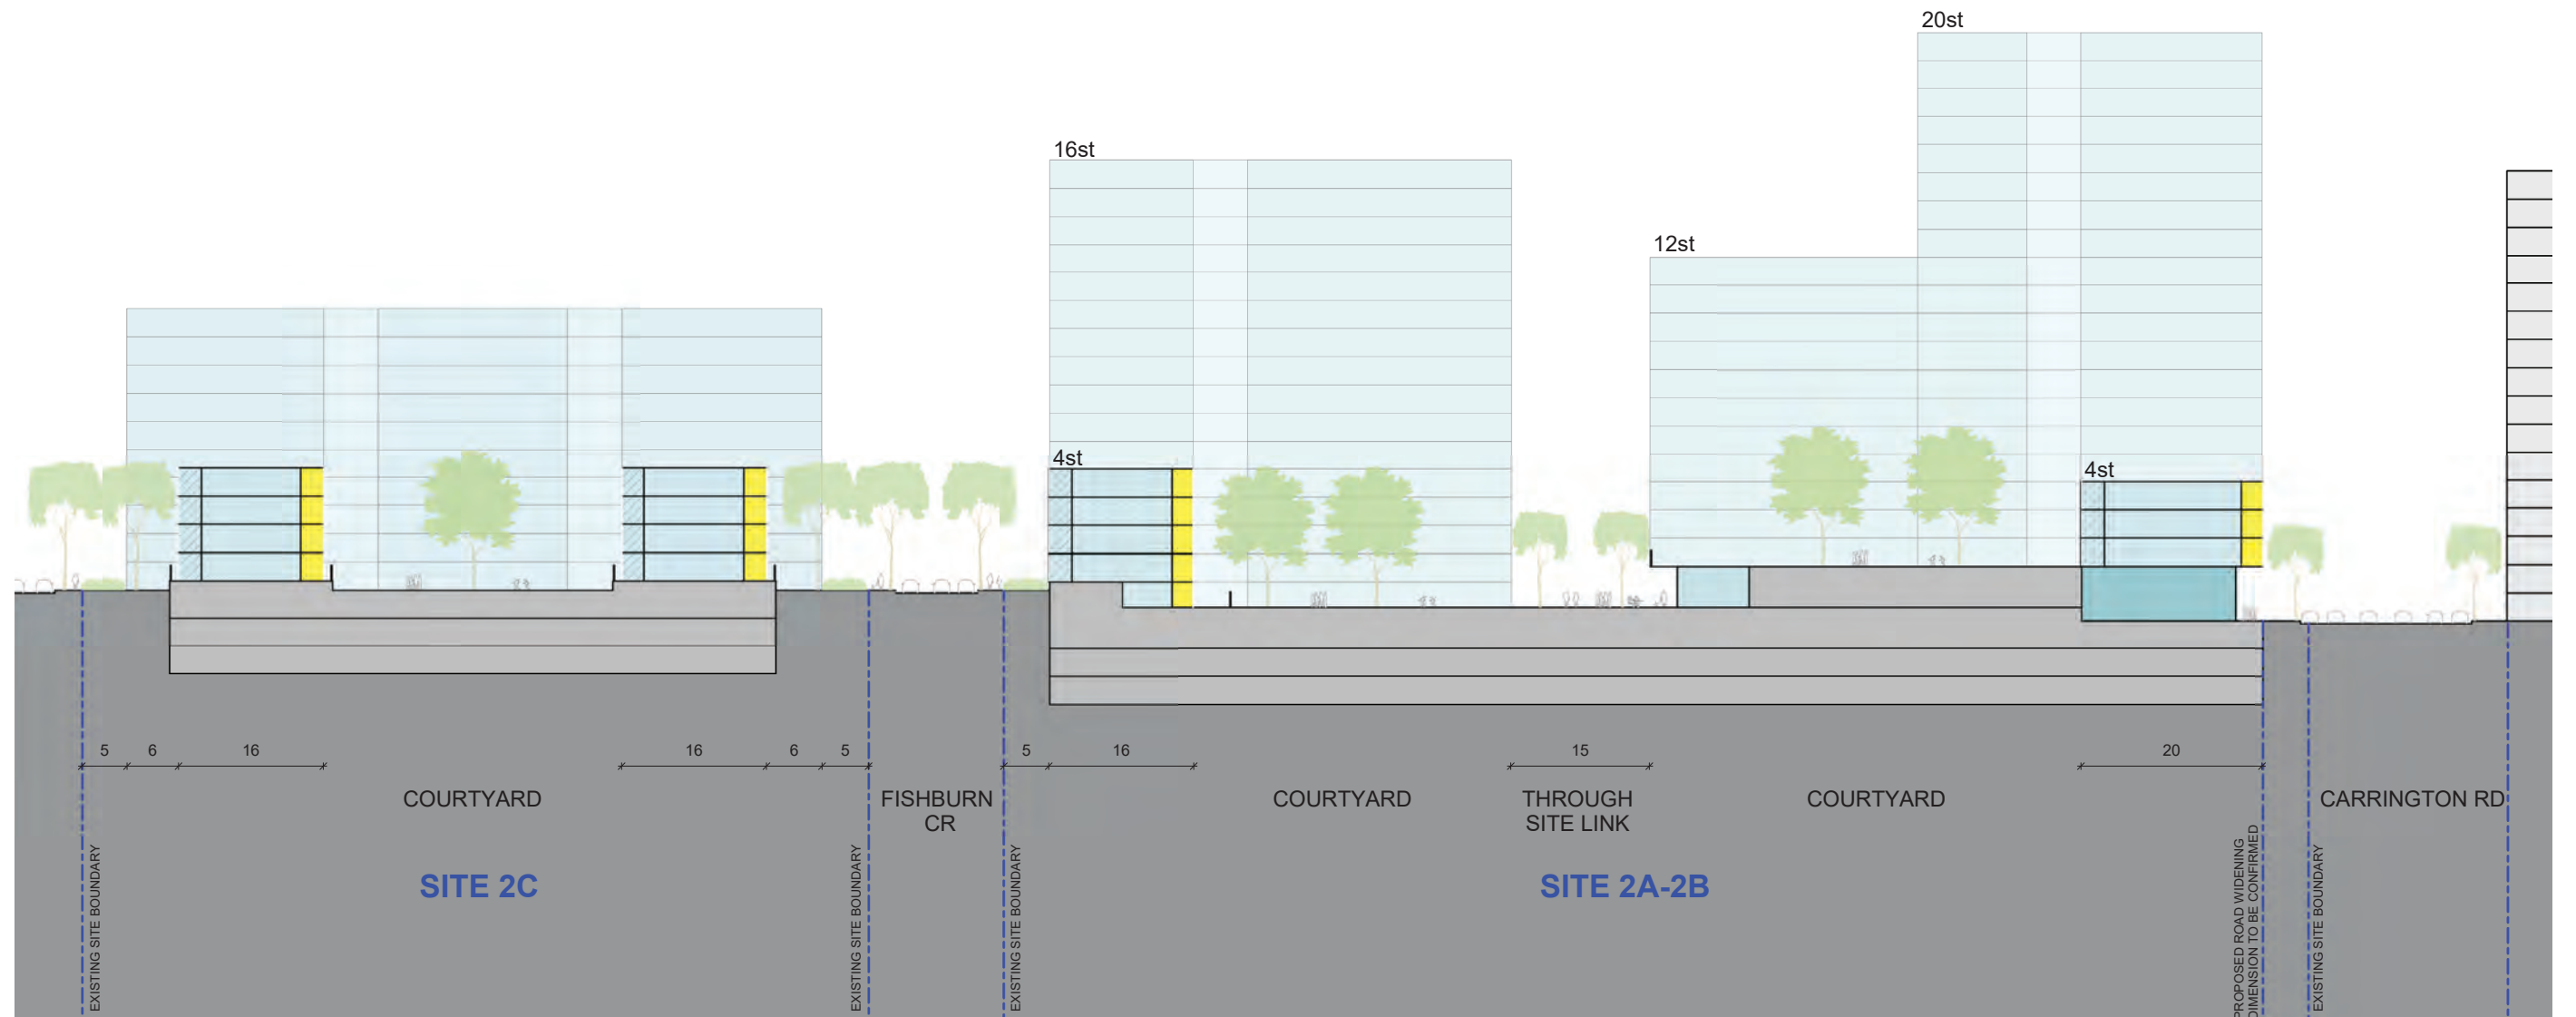 20st
16st
12st
4st
4st
5 6 16 16 6 5 5 16 15 20
COURTYARD
FISHBURN
CR
COURTYARD
THROUGH
SITE LINK
COURTYARD
CARRINGTON RD
SITE 2C
SITE 2A-2B
EXISTING SITE BOUNDARY
EXISTING SITE BOUNDARY
EXISTING SITE BOUNDARY
PROPOSED ROAD WIDENING
DIMENSION TO BE CONFIRMED
EXISTING SITE BOUNDARY